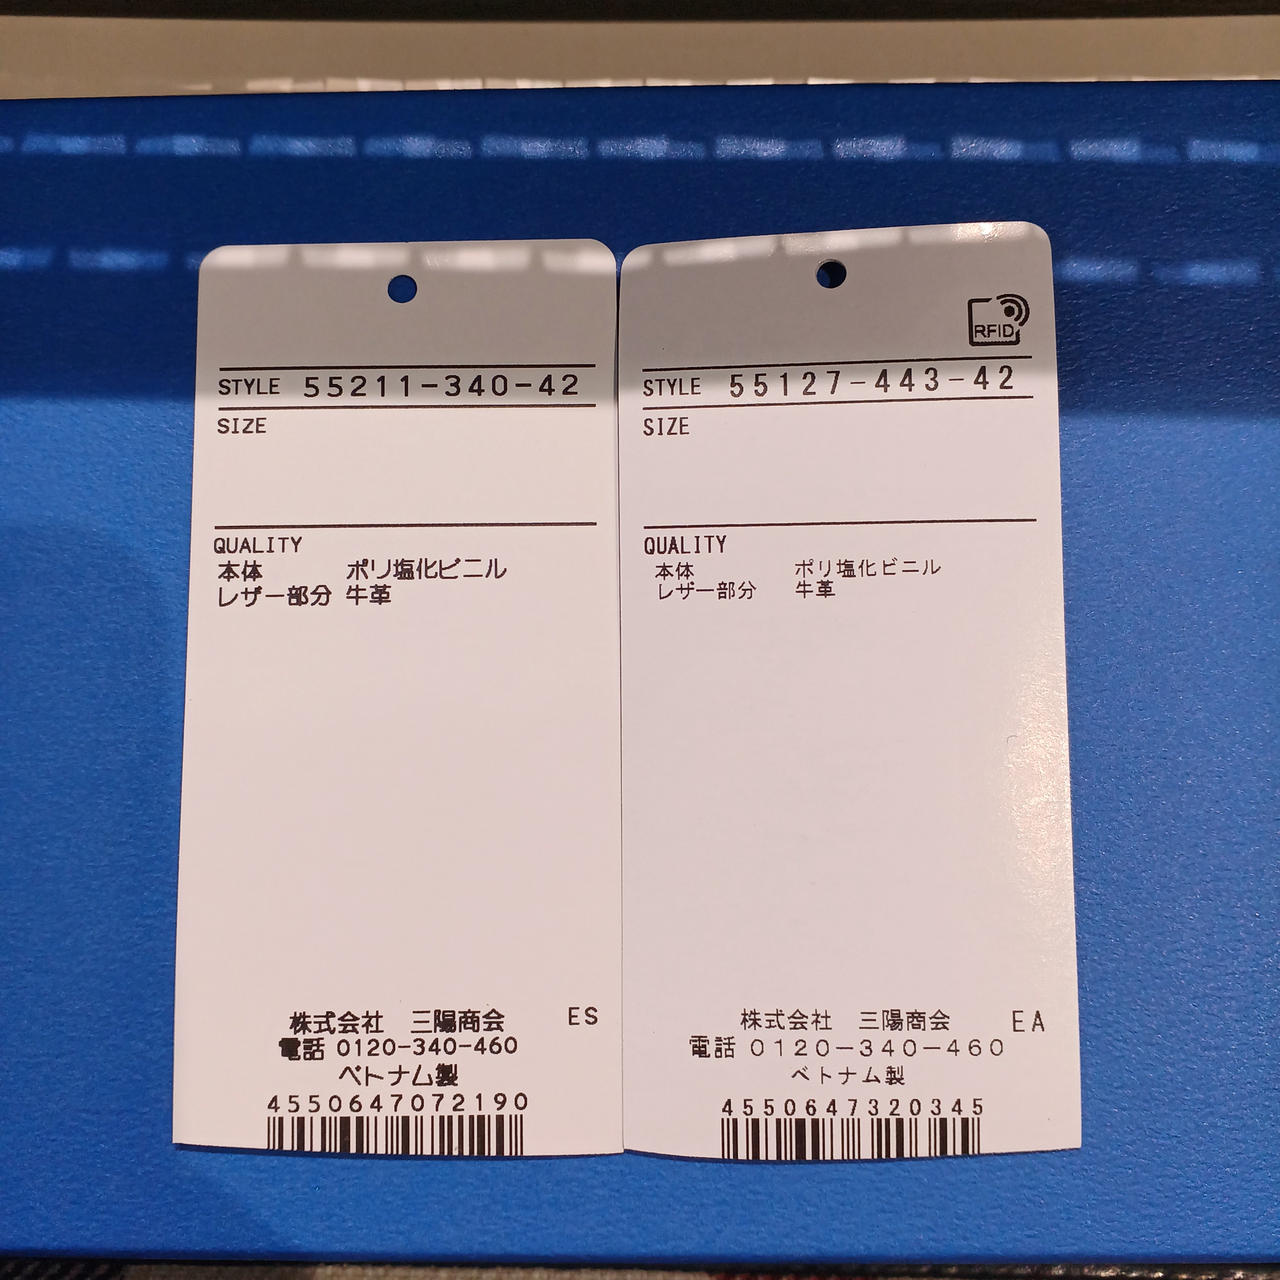 STYLE 55211-340-42
SIZE
QUALITY
本体 ポリ塩化ビニル
レザー部分 牛革
株式会社 三陽商会 ES
電話 0120-340-460
ベトナム製
4550647072190
RFID
STYLE 55127-443-42
SIZE
QUALITY
本体 ポリ塩化ビニル
レザー部分 牛革
株式会社 三陽商会 EA
電話 0120-340-460
ベトナム製
4550647320345